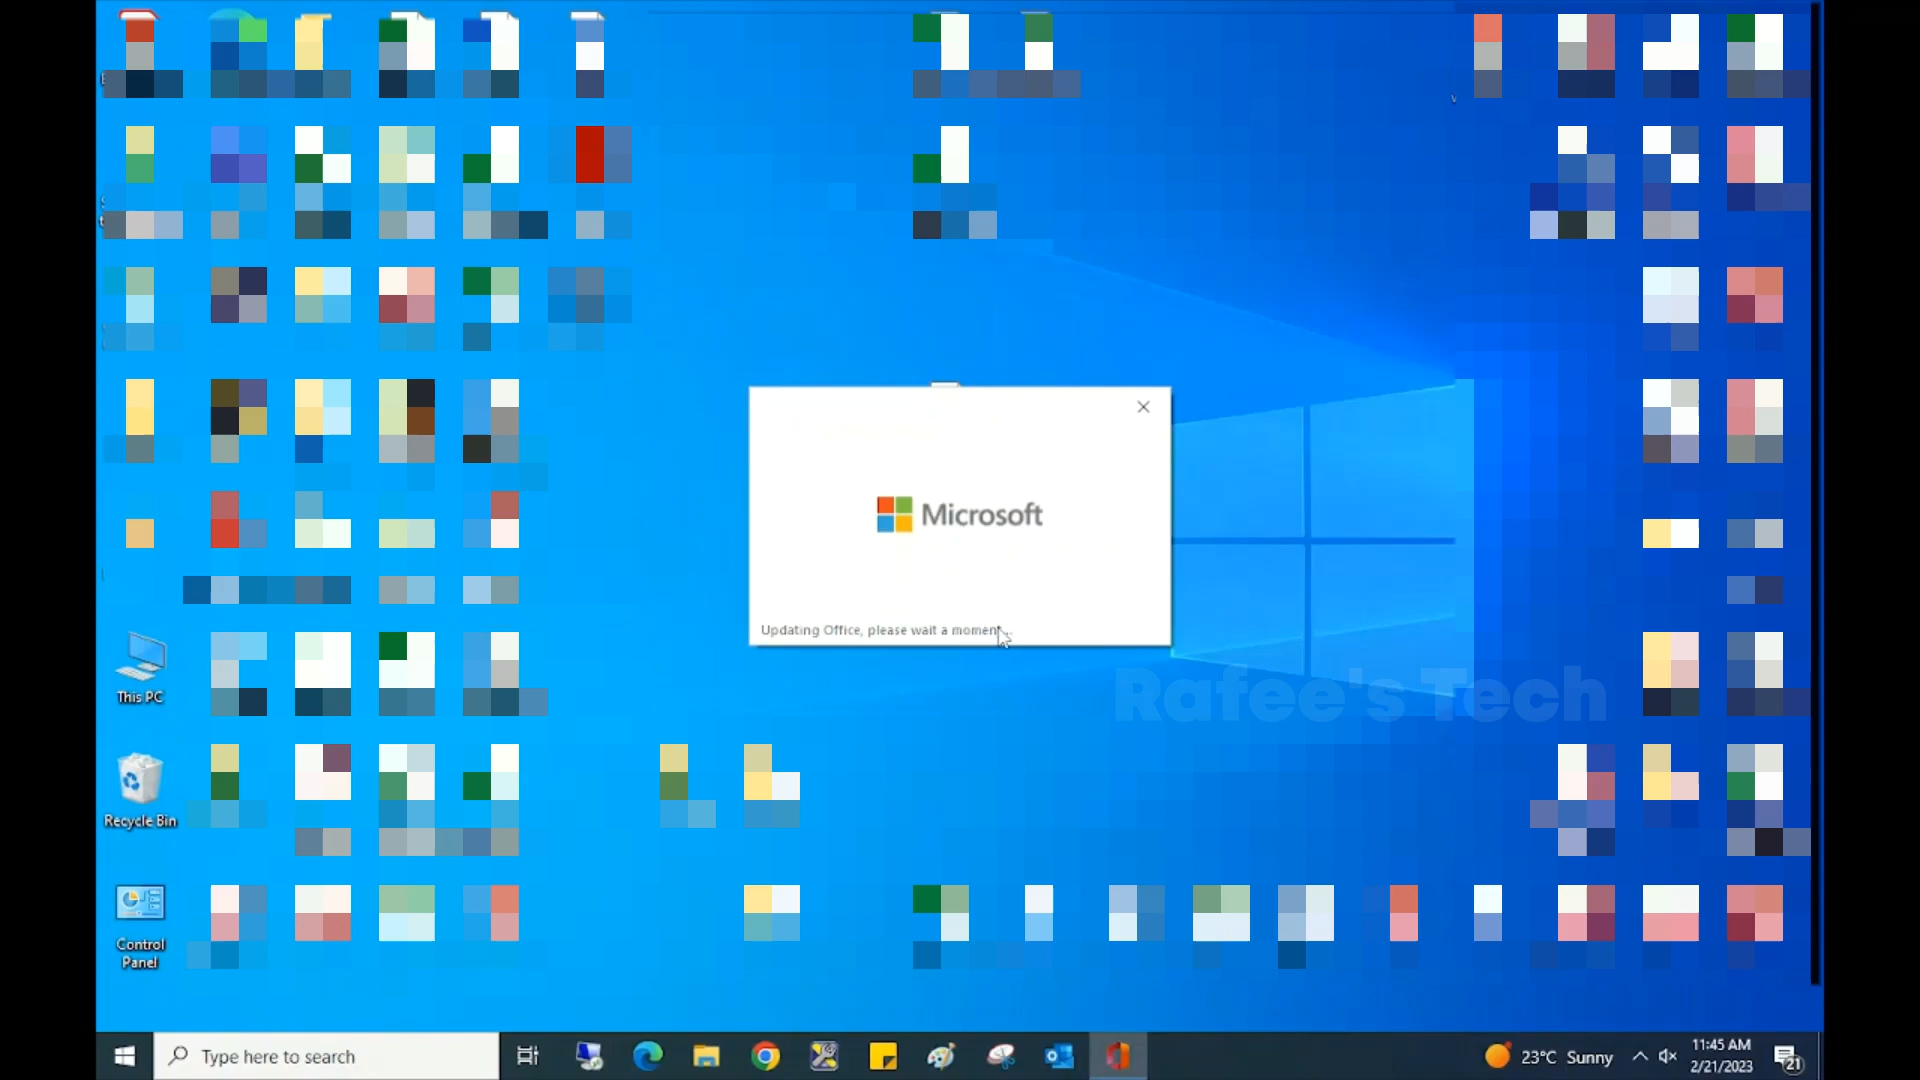 Microsoft
Updating Office, please wait a moment...
Rafee's Tech
This PC
Recycle Bin
Control
Panel
Type here to search
23°C Sunny
11:45 AM
2/21/2023
21